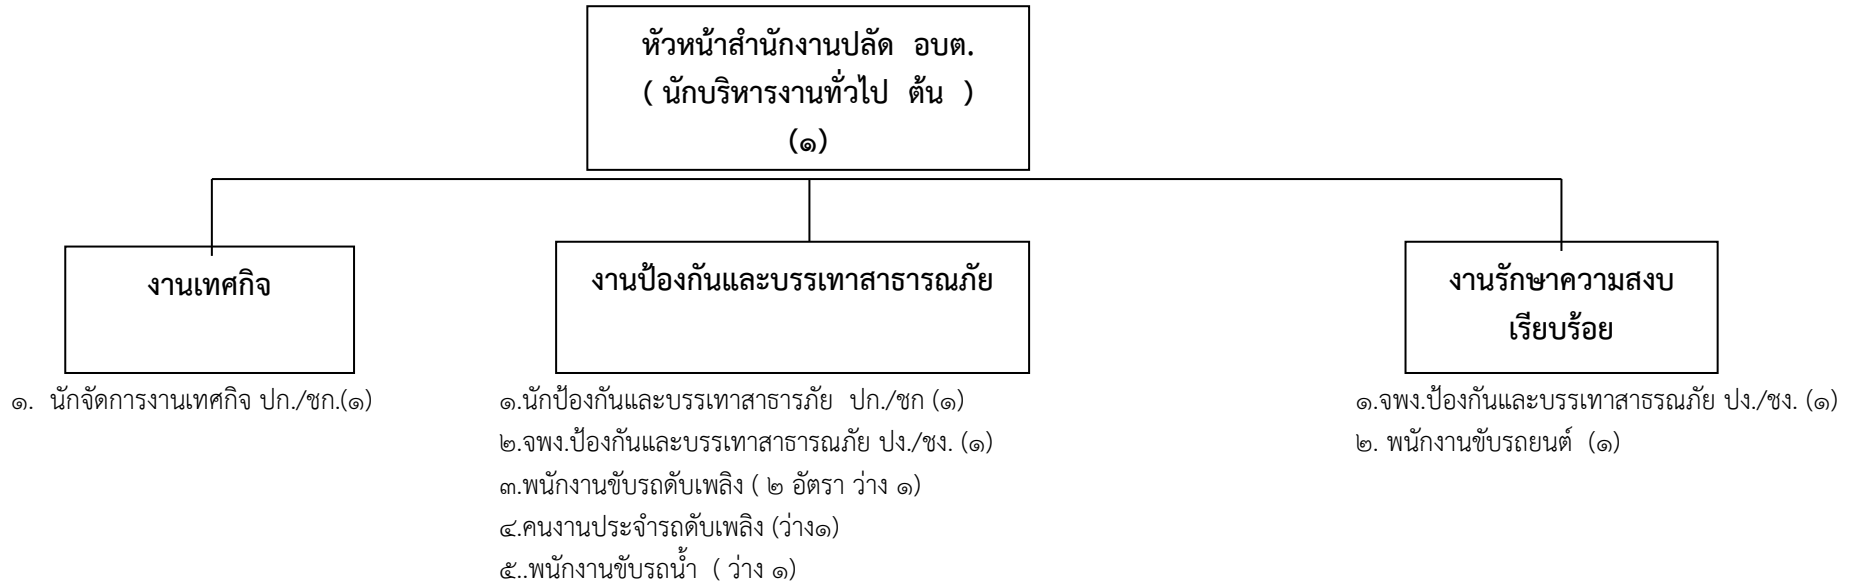 หัวหน้าสำนักงานปลัด อบต.
( นักบริหารงานทั่วไป ต้น )
(๑)
งานเทศกิจ
งานป้องกันและบรรเทาสาธารณภัย
งานรักษาความสงบ
เรียบร้อย
๑. นักจัดการงานเทศกิจ ปก./ชก.(๑)
๑.นักป้องกันและบรรเทาสาธารภัย ปก./ชก (๑)
๒.จพง.ป้องกันและบรรเทาสาธารณภัย ปง./ชง. (๑)
๓.พนักงานขับรถดับเพลิง ( ๒ อัตรา ว่าง ๑)
๔.คนงานประจำรถดับเพลิง (ว่าง๑)
๕..พนักงานขับรถน้ำ ( ว่าง ๑)
๑.จพง.ป้องกันและบรรเทาสาธรณภัย ปง./ชง. (๑)
๒. พนักงานขับรถยนต์ (๑)